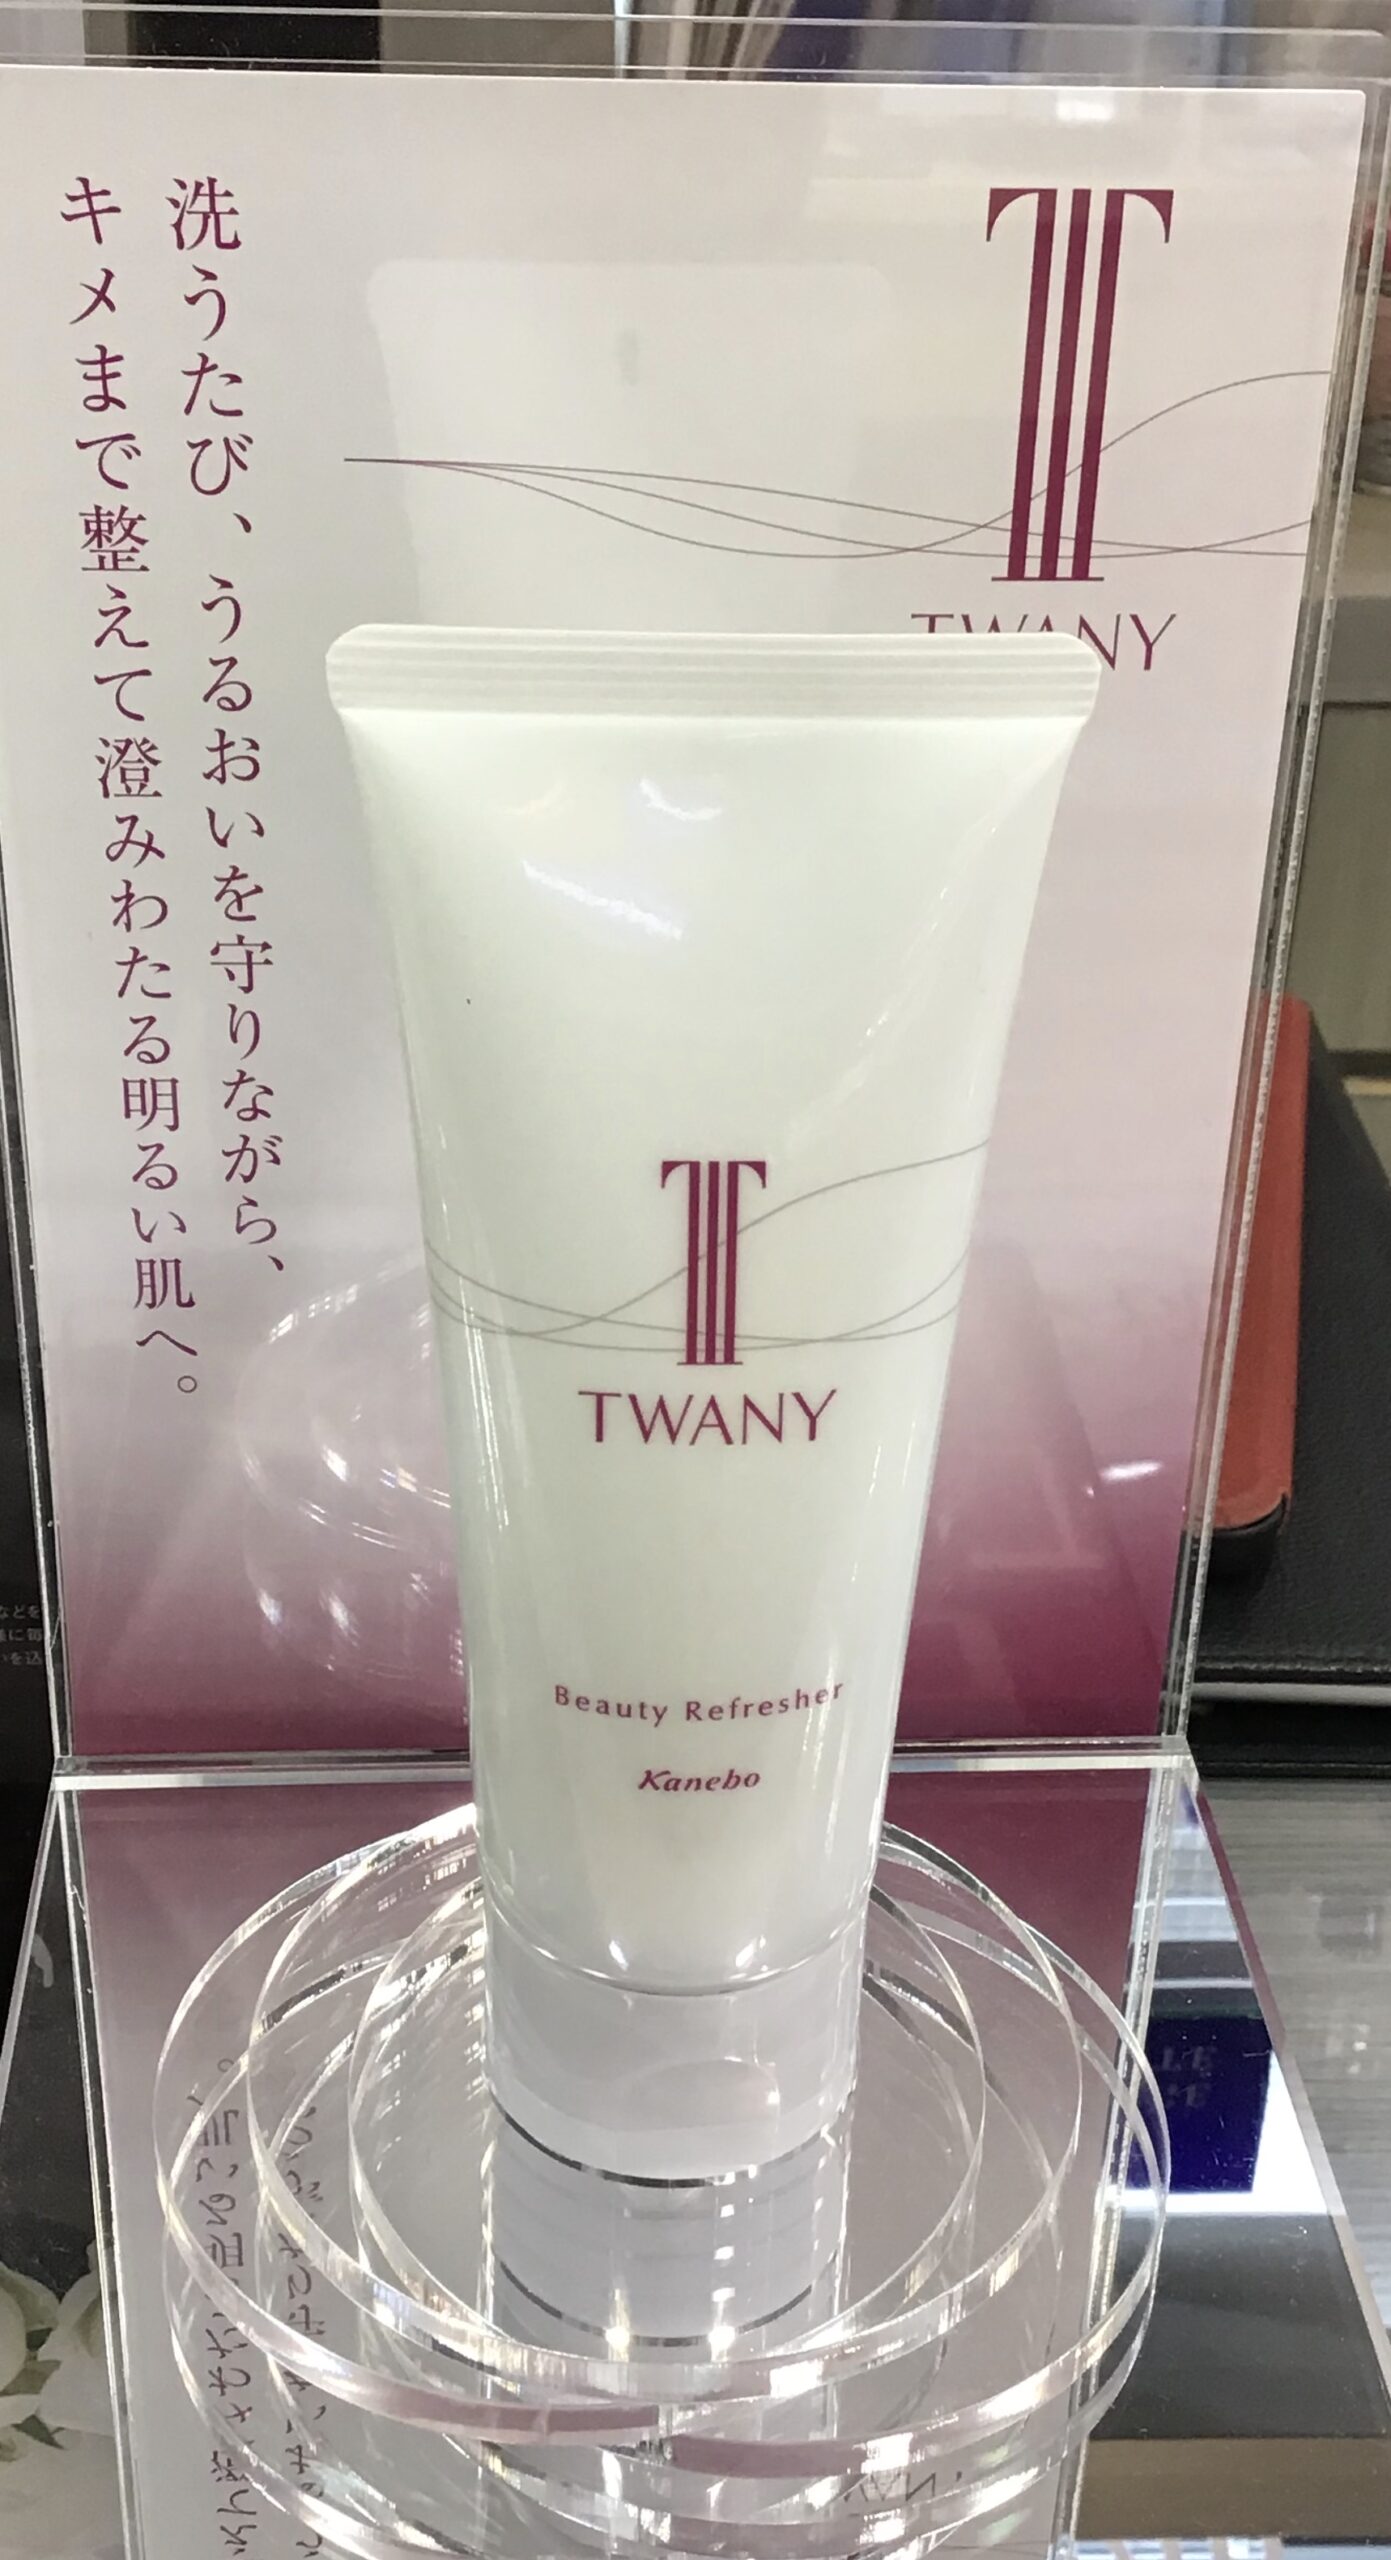 洗うたび、うるおいを守りながら、
キメまで整えて澄みわたる明るい肌へ。
TWANY
TWANY
Beauty Refresher
Kanebo